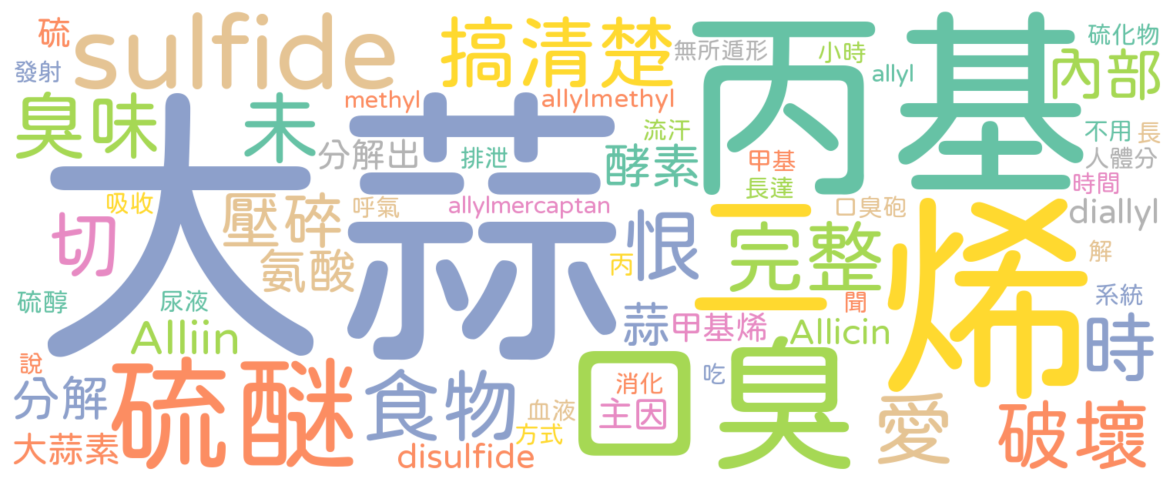 硫
sulfide
搞清楚
無所遁形
小時
硫化物
發射
丙
基
allyl
內部
臭味
未
methyl
allylmethyl
大蒜
分解出
排泄
流汗
酵素
甲基
不用
長
人體分
時間
長達
吸收
壓碎
呼氣
allylmercaptan
口臭砲
diallyl
切
恨
二
完整
烯
氨酸
丙
解
硫醇
尿液
Alliin
蒜
甲基烯
聞
Allicin
系統
時
說
分解
硫醚
食物
口臭
消化
主因
吃
愛
破壞
大蒜素
血液
方式
disulfide